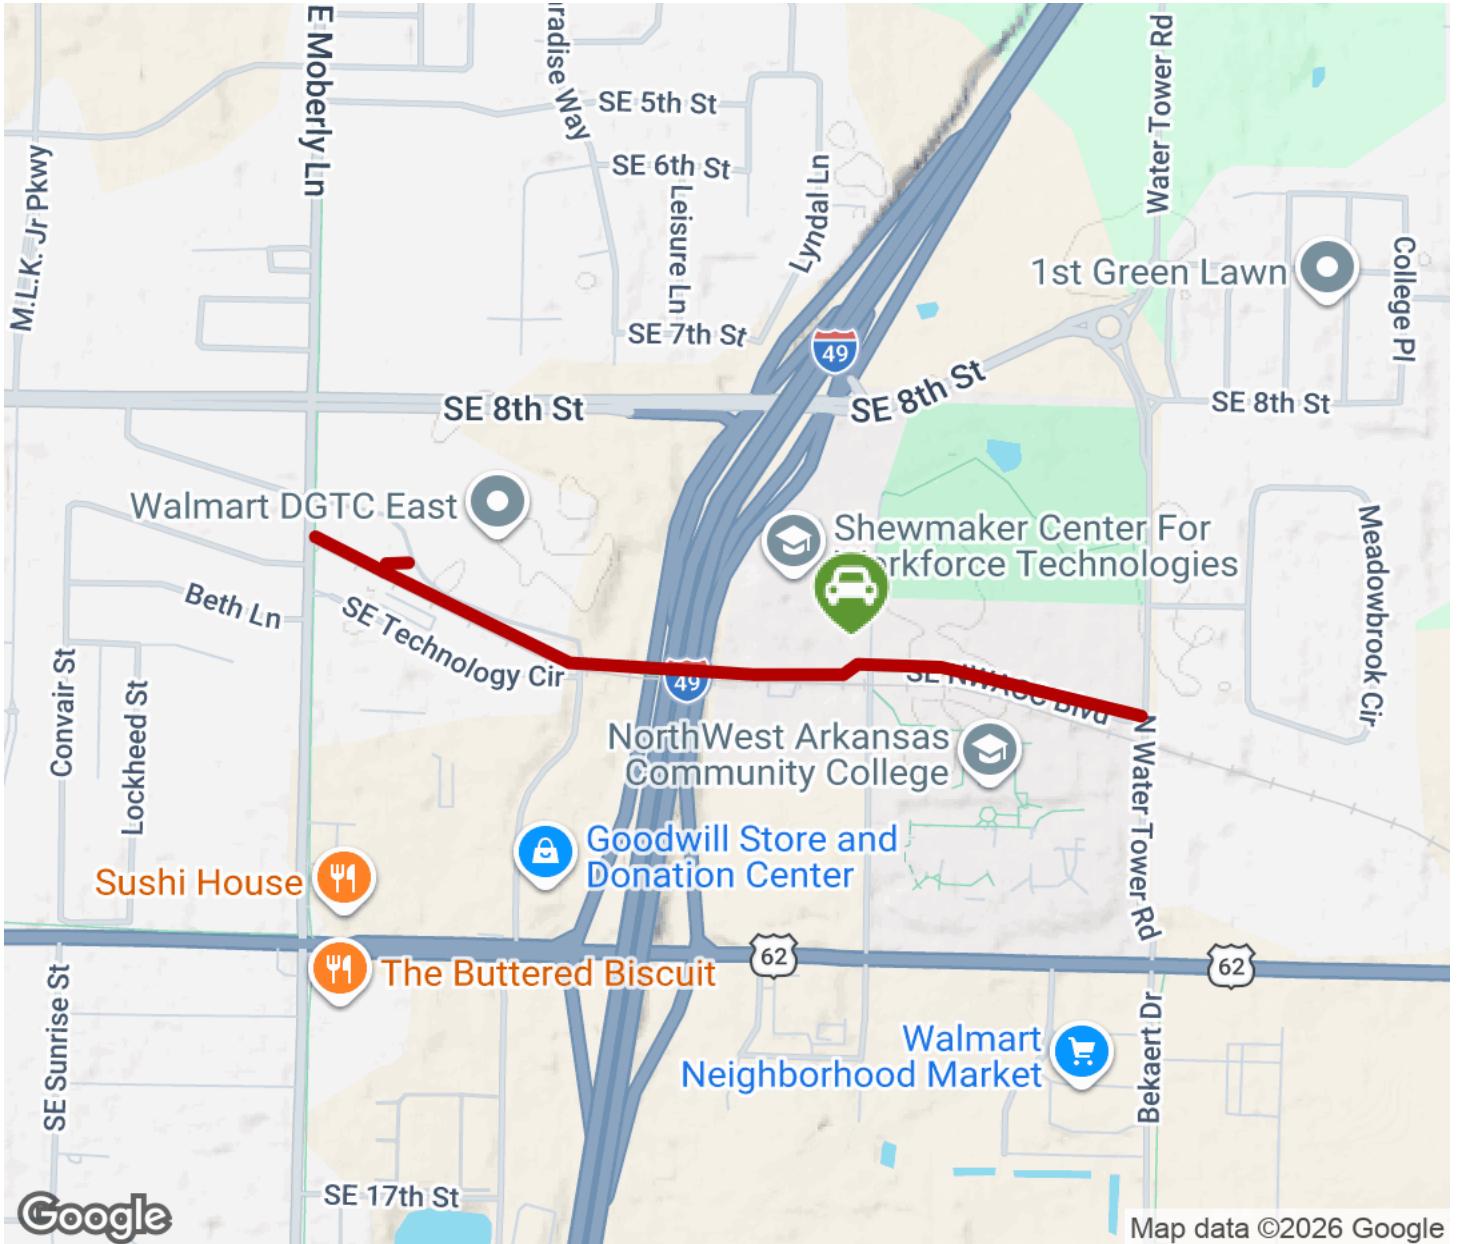 E Moberly Ln
radise Way
SE 5th St
Water Tower Rd
M.L.K. Jr Pkwy
SE 6th St
Leisure Ln
Lyndal Ln
College Pl
1st Green Lawn
SE 7th St
49
SE 8th St
SE 8th St
SE 8th St
Walmart DGTC East
Shewmaker Center For
Workforce Technologies
Meadowbrook Cir
Beth Ln
SE Technology Cir
Convair St
Lockheed St
49
SE NWACC Blvd
NorthWest Arkansas
Community College
N Water Tower Rd
Goodwill Store and
Donation Center
Sushi House
62
62
The Buttered Biscuit
SE Sunrise St
Walmart
Neighborhood Market
Bekaert Dr
SE 17th St
Google
Map data ©2026 Google